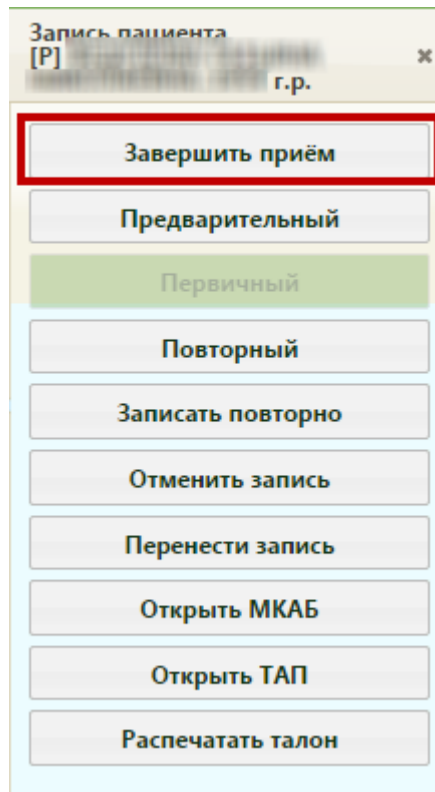 Запись пациента
[Р]
г.р.
Завершить приём
Предварительный
Первичный
Повторный
Записать повторно
Отменить запись
Перенести запись
Открыть МКАБ
Открыть ТАП
Распечатать талон